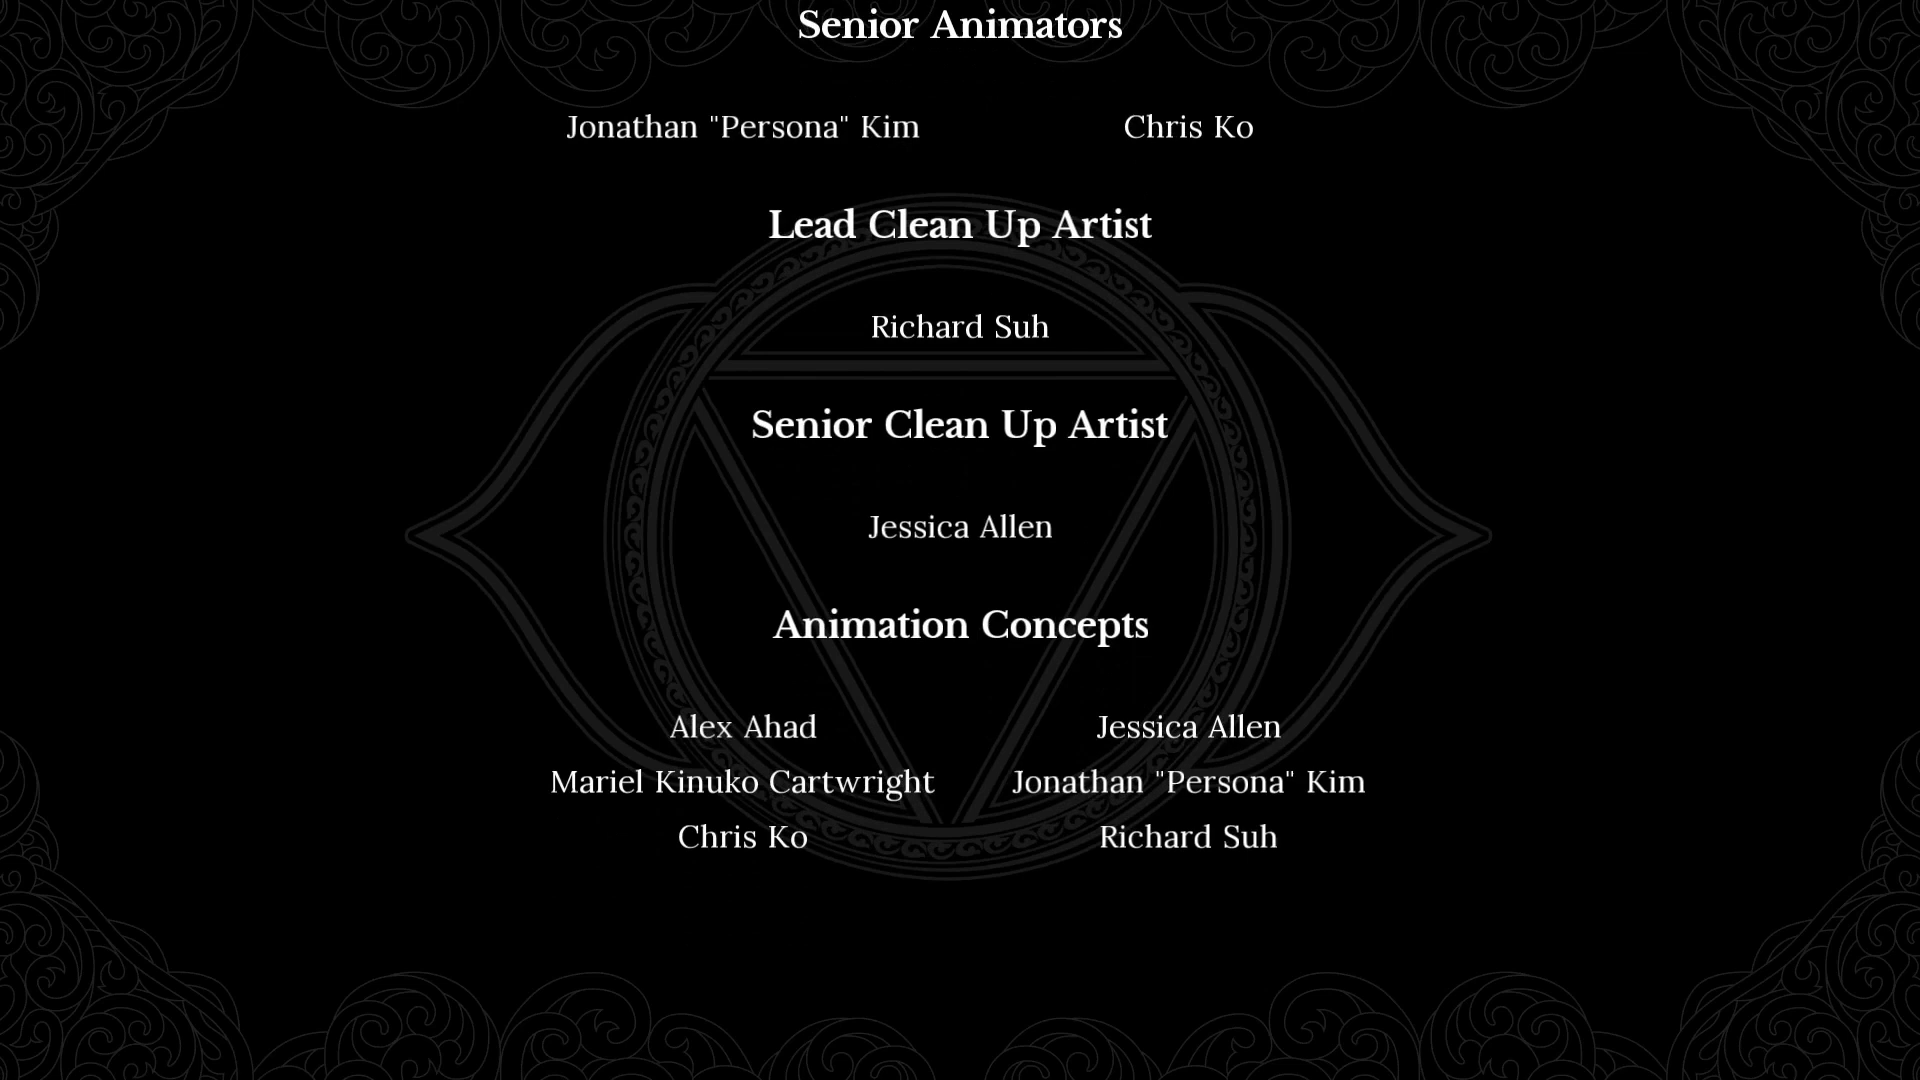 Senior Animators
Jonathan "Persona" Kim Chris Ko
Lead Clean Up Artist
Richard Suh
Senior Clean Up Artist
Jessica Allen
Animation Concepts
Alex Ahad Jessica Allen
Mariel Kinuko Cartwright Jonathan "Persona" Kim
Chris Ko Richard Suh